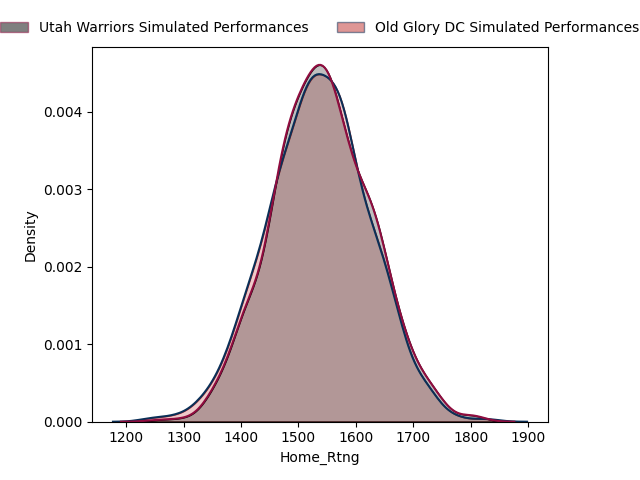 Utah Warriors Simulated Performances Old Glory DC Simulated Performances
0.004
0.003
0.002
0.001
0.000
Density
1200 1300 1400 1500 1600 1700 1800 1900
Home_Rtng